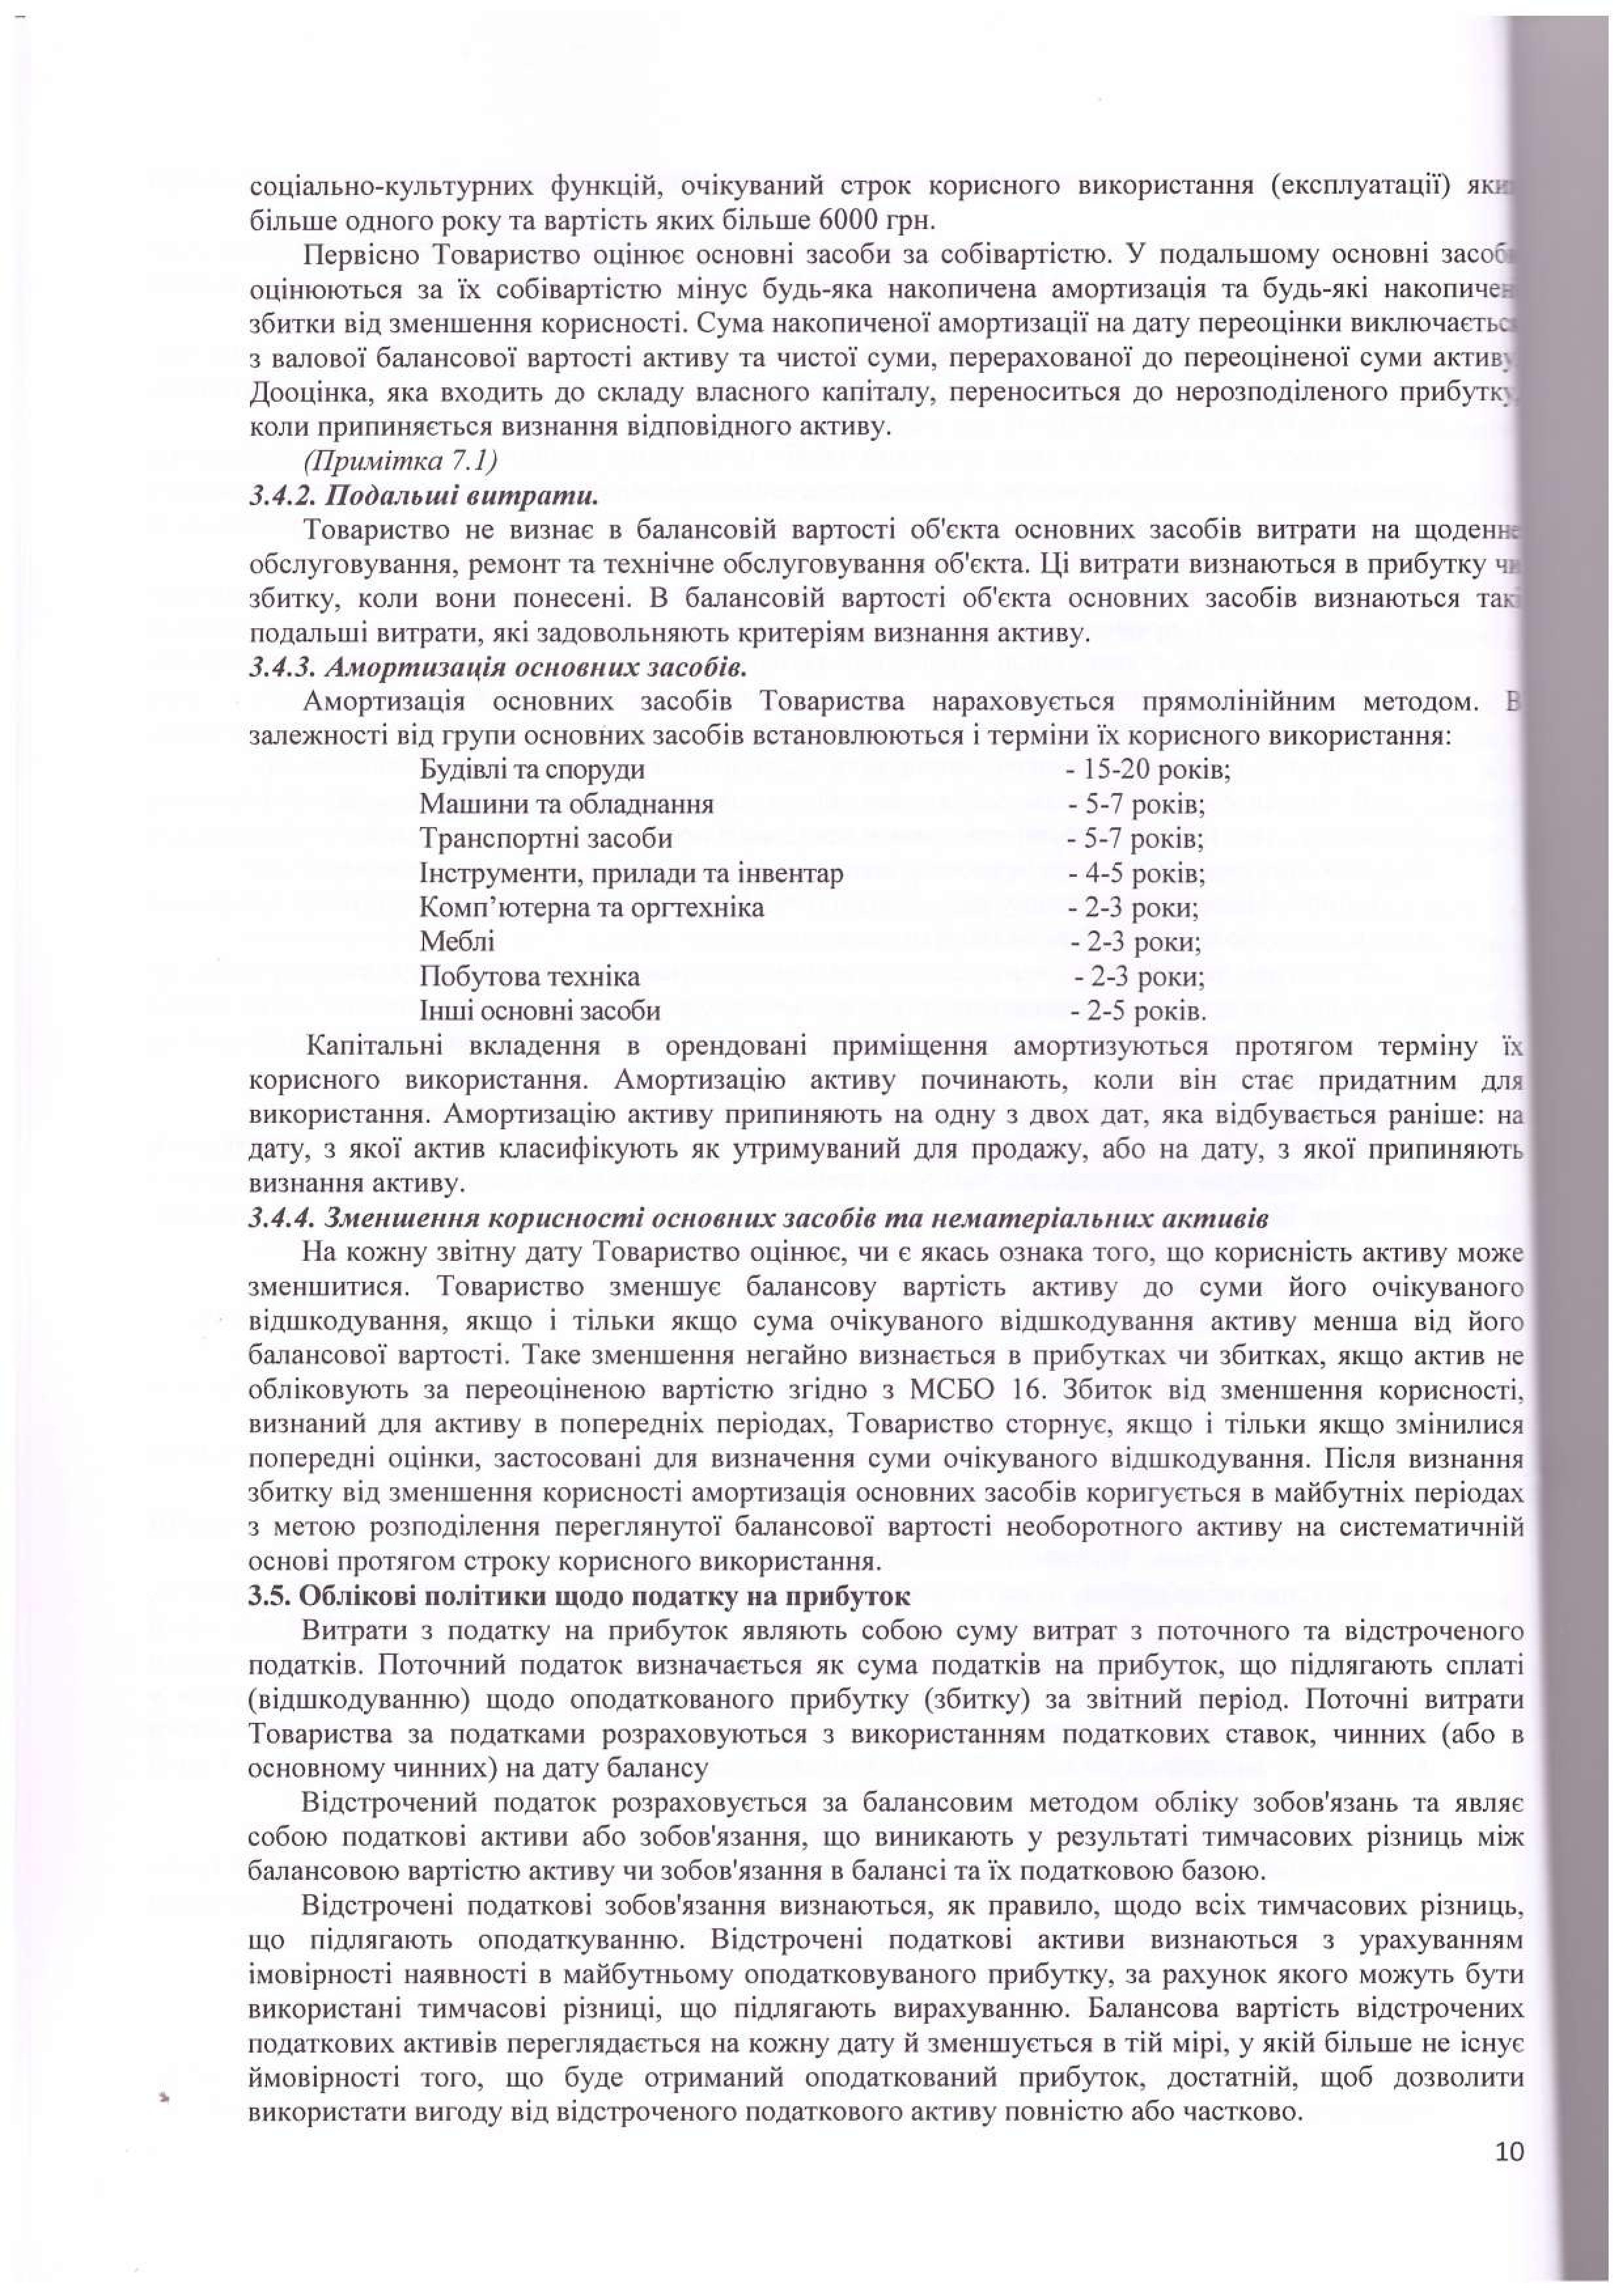 соціально-культурних функцій, очікуваний строк корисного використання (експлуатації)
більше одного року та вартість яких більше 6000 грн.
Первісно Товариство оцінює основні засоби за собівартістю. У подальшому основні
оцінюються за їх собівартістю мінус будь-яка накопичена амортизація та будь-які
збитки від зменшення корисності. Сума накопиченої амортизації на дату переоцінки
з валової балансової вартості активу та чистої суми, перерахованої до переоціненої суми активу.
Дооцінка, яка входить до складу власного капіталу, переноситься до нерозподіленого прибутку,
коли припиняється визнання відповідного активу.
(Примітка 7.1)
3.4.2. Подальші витрати.
Товариство не визнає в балансовій вартості об'єкта основних засобів витрати на щоденне
обслуговування, ремонт та технічне обслуговування об'єкта. Ці витрати визнаються в прибутку чи
збитку, коли вони понесені. В балансовій вартості об'єкта основних засобів визнаються такі
подальші витрати, які задовольняють критеріям визнання активу.
3.4.3. Амортизація основних засобів.
Амортизація основних засобів Товариства нараховується прямолінійним методом. В
залежності від групи основних засобів встановлюються і терміни їх корисного використання:
Будівлі та споруди - 15-20 років;
Машини та обладнання - 5-7 років;
Транспортні засоби - 5-7 років;
Інструменти, прилади та інвентар - 4-5 років;
Комп’ютерна та оргтехніка - 2-3 роки;
Меблі - 2-3 роки;
Побутова техніка - 2-3 роки;
Інші основні засоби - 2-5 років.
Капітальні вкладення в орендовані приміщення амортизуються протягом терміну їх
корисного використання. Амортизацію активу починають, коли він стає придатним для
використання. Амортизацію активу припиняють на одну з двох дат, яка відбувається раніше: на
дату, з якої актив класифікують як утримуваний для продажу, або на дату, з якої припиняють
визнання активу.
3.4.4. Зменшення корисності основних засобів та нематеріальних активів
На кожну звітну дату Товариство оцінює, чи є якась ознака того, що корисність активу може
зменшитися. Товариство зменшує балансову вартість активу до суми його очікуваного
відшкодування, якщо і тільки якщо сума очікуваного відшкодування активу менша від його
балансової вартості. Таке зменшення негайно визнається в прибутках чи збитках, якщо актив не
обліковують за переоціненою вартістю згідно з МСБО 16. Збиток від зменшення корисності,
визнаний для активу в попередніх періодах, Товариство сторнує, якщо і тільки якщо змінилися
попередні оцінки, застосовані для визначення суми очікуваного відшкодування. Після визнання
збитку від зменшення корисності амортизація основних засобів коригується в майбутніх періодах
з метою розподілення переглянутої балансової вартості необоротного активу на систематичній
основі протягом строку корисного використання.
3.5. Облікові політики щодо податку на прибуток
Витрати з податку на прибуток являють собою суму витрат з поточного та відстроченого
податків. Поточний податок визначається як сума податків на прибуток, що підлягають сплаті
(відшкодуванню) щодо оподаткованого прибутку (збитку) за звітний період. Поточні витрати
Товариства за податками розраховуються з використанням податкових ставок, чинних (або в
основному чинних) на дату балансу
Відстрочений податок розраховується за балансовим методом обліку зобов'язань та являє
собою податкові активи або зобов'язання, що виникають у результаті тимчасових різниць між
балансовою вартістю активу чи зобов'язання в балансі та їх податковою базою.
Відстрочені податкові зобов'язання визнаються, як правило, щодо всіх тимчасових різниць,
що підлягають оподаткуванню. Відстрочені податкові активи визнаються з урахуванням
імовірності наявності в майбутньому оподатковуваного прибутку, за рахунок якого можуть бути
використані тимчасові різниці, що підлягають вирахуванню. Балансова вартість відстрочених
податкових активів переглядається на кожну дату й зменшується в тій мірі, у якій більше не існує
ймовірності того, що буде отриманий оподаткований прибуток, достатній, щоб дозволити
використати вигоду від відстроченого податкового активу повністю або частково.
10